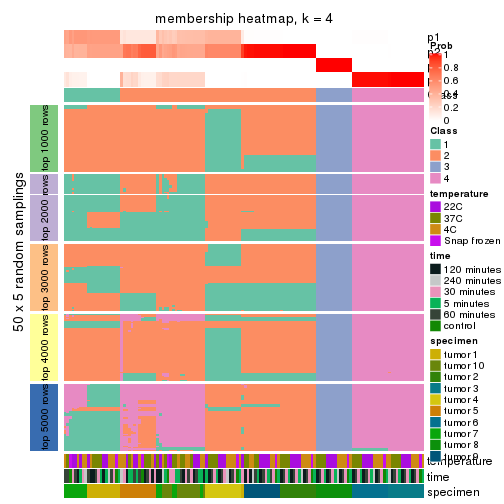 membership heatmap, k = 4
p1
p2
Prob
1
0.8
0.6
0.4
0.2
0
Class
1
2
3
4
temperature
22C
37C
4C
Snap frozen
time
120 minutes
240 minutes
30 minutes
5 minutes
60 minutes
control
specimen
tumor 1
tumor 10
tumor 2
tumor 3
tumor 4
tumor 5
tumor 6
tumor 7
tumor 8
tumor 9
50 x 5 random samplings
top 1000 rows
top 2000 rows
top 3000 rows
top 4000 rows
top 5000 rows
temperature
time
specimen